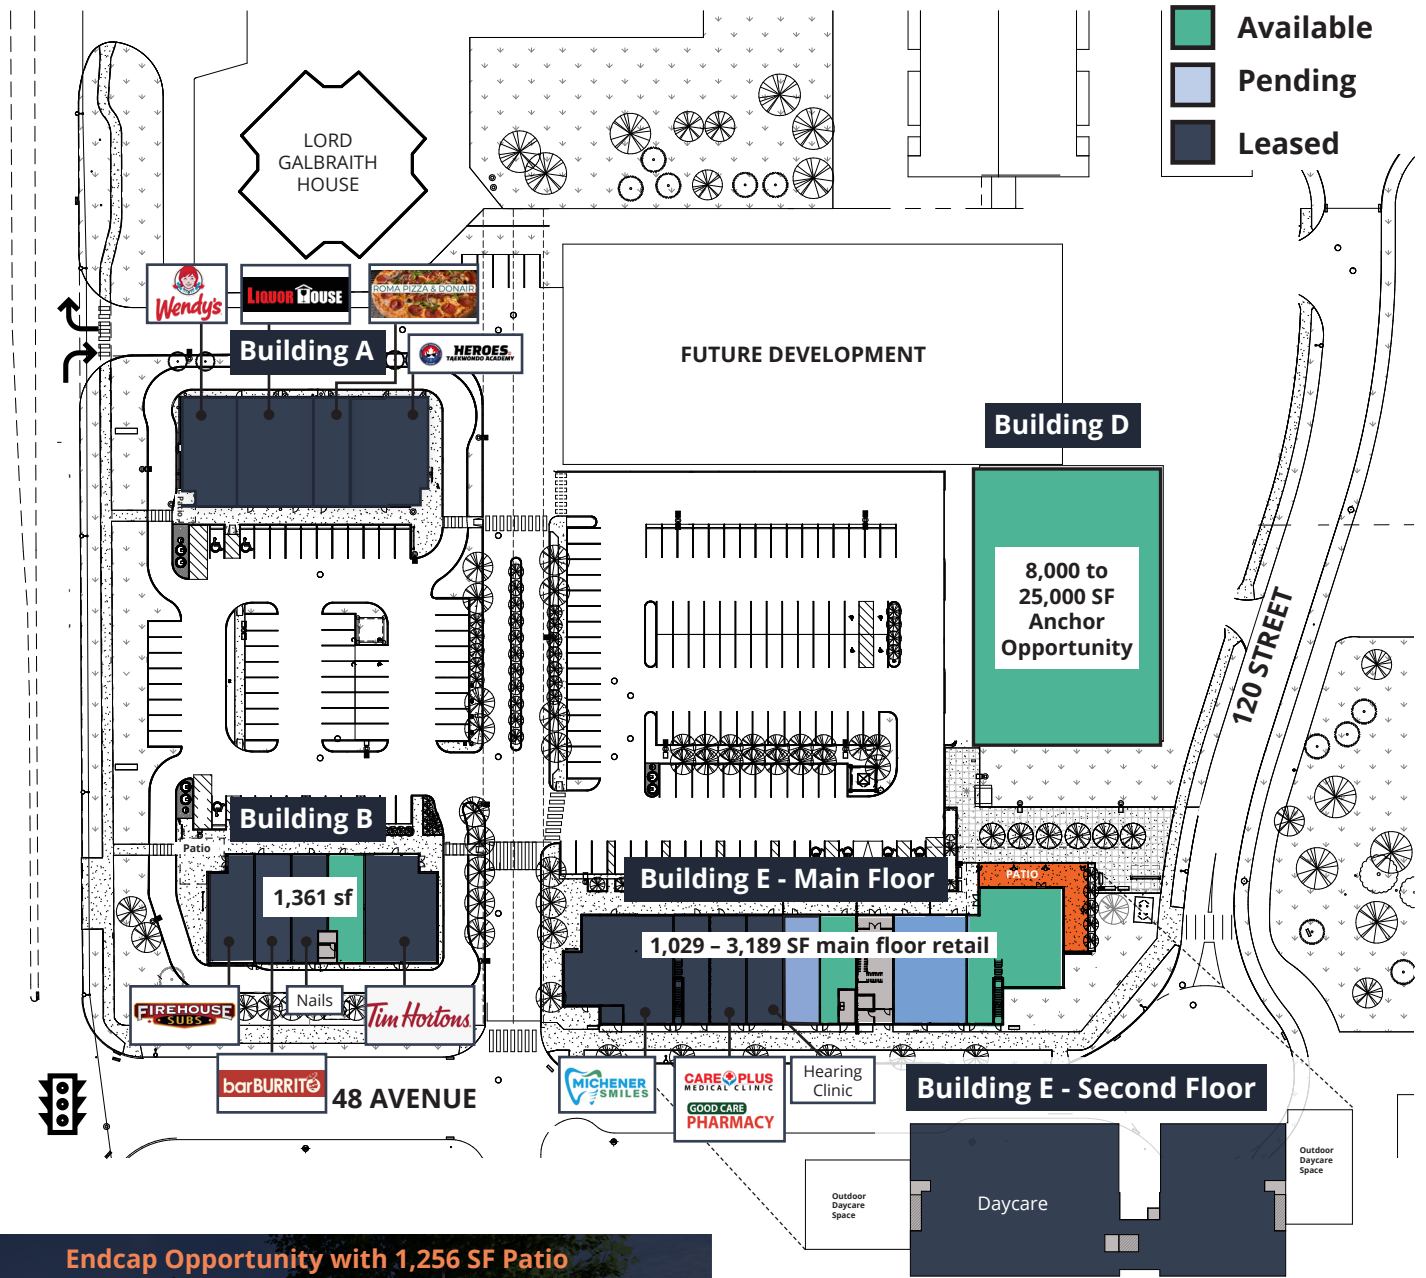 Available
Pending
Leased
LORD
GALBRAITH
HOUSE
Wendy's
LIQUOR HOUSE
ROMA PIZZA & DONAIR
HEROES
TAEKWONDO ACADEMY
Building A
FUTURE DEVELOPMENT
Building D
8,000 to
25,000 SF
Anchor
Opportunity
120 STREET
Patio
Building B
Patio
1,361 sf
Building E - Main Floor
PATIO
1,029 – 3,189 SF main floor retail
FIREHOUSE
SUBS
Nails
Tim Hortons
barBURRITO
48 AVENUE
MICHENER
SMILES
CARE PLUS
MEDICAL CLINIC
GOOD CARE
PHARMACY
Hearing
Clinic
Building E - Second Floor
Outdoor
Daycare
Space
Daycare
Outdoor
Daycare
Space
Endcap Opportunity with 1,256 SF Patio